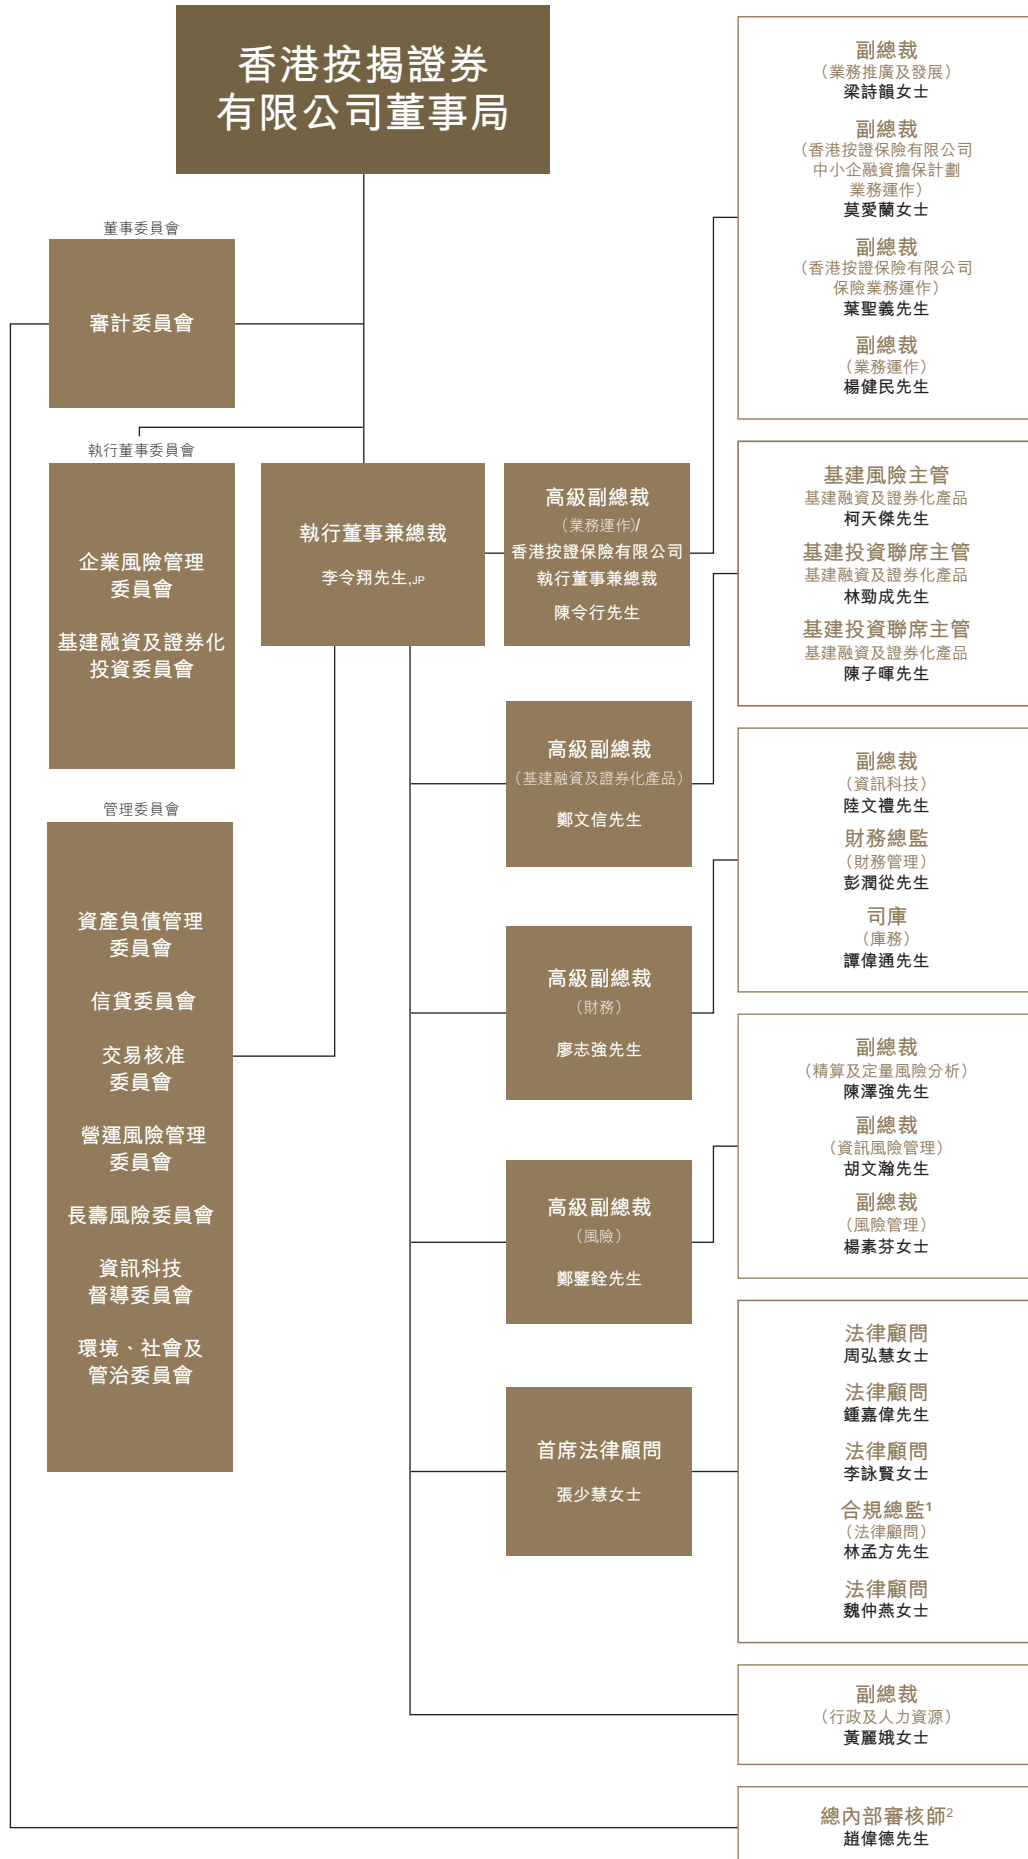 香港按揭證券
有限公司董事局
董事委員會
審計委員會
執行董事委員會
企業風險管理
委員會
基建融資及證券化
投資委員會
管理委員會
資產負債管理
委員會
信貸委員會
交易核准
委員會
營運風險管理
委員會
長壽風險委員會
資訊科技
督導委員會
環境、社會及
管治委員會
執行董事兼總裁
李令翔先生,JP
高級副總裁
（業務運作)/
香港按證保險有限公司
執行董事兼總裁
陳令行先生
高級副總裁
（基建融資及證券化產品）
鄭文信先生
高級副總裁
（財務）
廖志強先生
高級副總裁
（風險）
鄭鑒銓先生
首席法律顧問
張少慧女士
副總裁
（業務推廣及發展）
梁詩韻女士
副總裁
（香港按證保險有限公司
中小企融資擔保計劃
業務運作）
莫愛蘭女士
副總裁
（香港按證保險有限公司
保險業務運作）
葉聖義先生
副總裁
（業務運作）
楊健民先生
基建風險主管
基建融資及證券化產品
柯天傑先生
基建投資聯席主管
基建融資及證券化產品
林勁成先生
基建投資聯席主管
基建融資及證券化產品
陳子暉先生
副總裁
（資訊科技）
陸文禮先生
財務總監
（財務管理）
彭潤從先生
司庫
（庫務）
譚偉通先生
副總裁
（精算及定量風險分析）
陳澤強先生
副總裁
（資訊風險管理）
胡文瀚先生
副總裁
（風險管理）
楊素芬女士
法律顧問
周弘慧女士
法律顧問
鍾嘉偉先生
法律顧問
李詠賢女士
合規總監¹
（法律顧問）
林孟方先生
法律顧問
魏仲燕女士
副總裁
（行政及人力資源）
黃麗娥女士
總內部審核師²
趙偉德先生